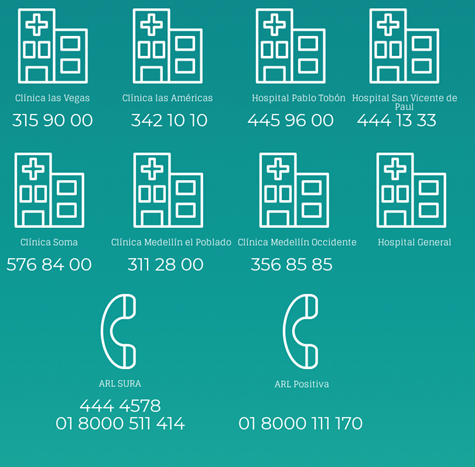 Clínica las Vegas
315 90 00
Clínica las Américas
342 10 10
Hospital Pablo Tobón
445 96 00
Hospital San Vicente de
Paul
444 13 33
Clínica Soma
576 84 00
Clínica Medellín el Poblado
311 28 00
Clínica Medellín Occidente
356 85 85
Hospital General
ARL SURA
444 4578
01 8000 511 414
ARL Positiva
01 8000 111 170